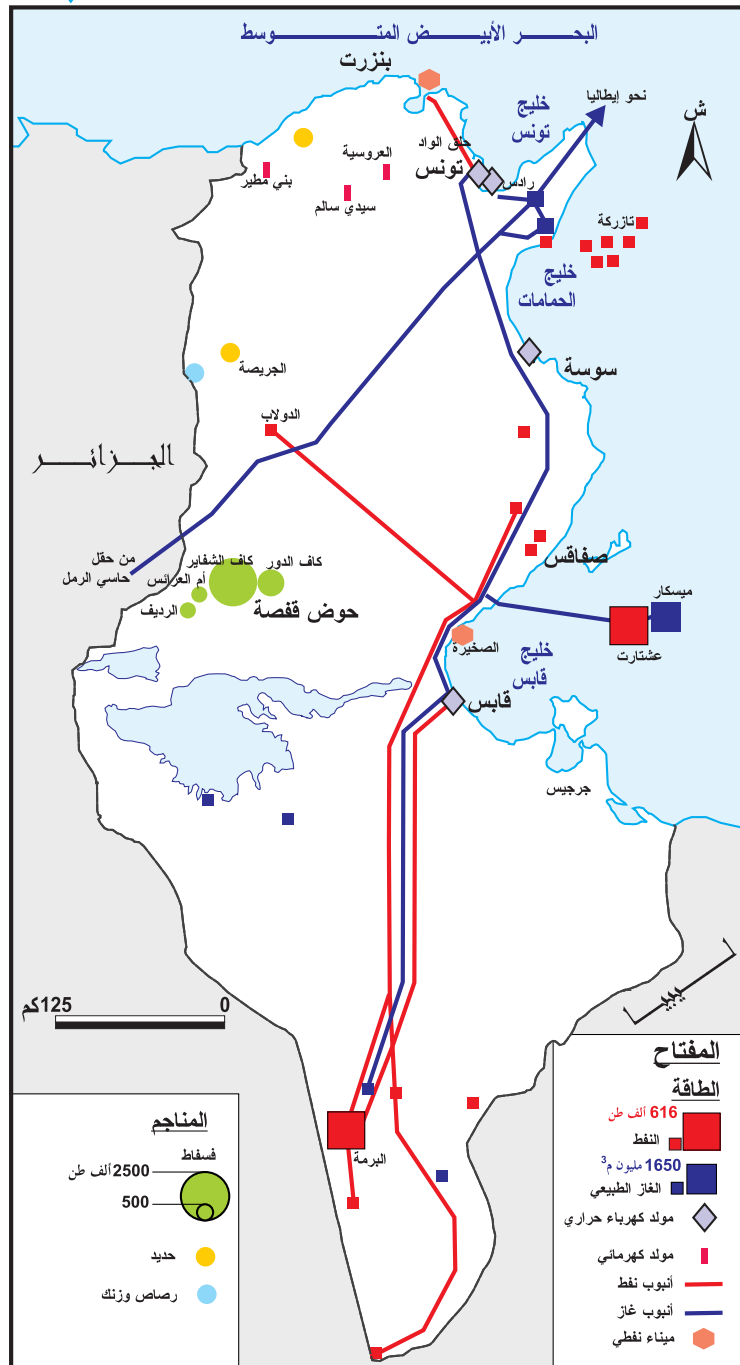 البحر الأبيض المتوسط
بنزرت
نحو إيطاليا
خليج
تونس
ش
حلق الواد
العروسية
تونس
رادس
بني مطير
سيدي سالم
تازركة
خليج
الحمامات
سوسة
الجريصة
الدولاب
الجزائر
من حقل
حاسي الرمل
كاف الشفاير
كاف الدور
أم العرائس
الرديف
حوض قفصة
صفاقس
ميسكار
عشتارت
الصخيرة
خليج
قابس
قابس
جرجيس
125كم
0
البرمة
المفتاح
الطاقة
616 ألف طن
النفط
1650 مليون م³
الغاز الطبيعي
مولد كهرباء حراري
مولد كهرمائي
أنبوب نفط
أنبوب غاز
ميناء نفطي
المناجم
فسفاط
2500 ألف طن
500
حديد
رصاص وزنك